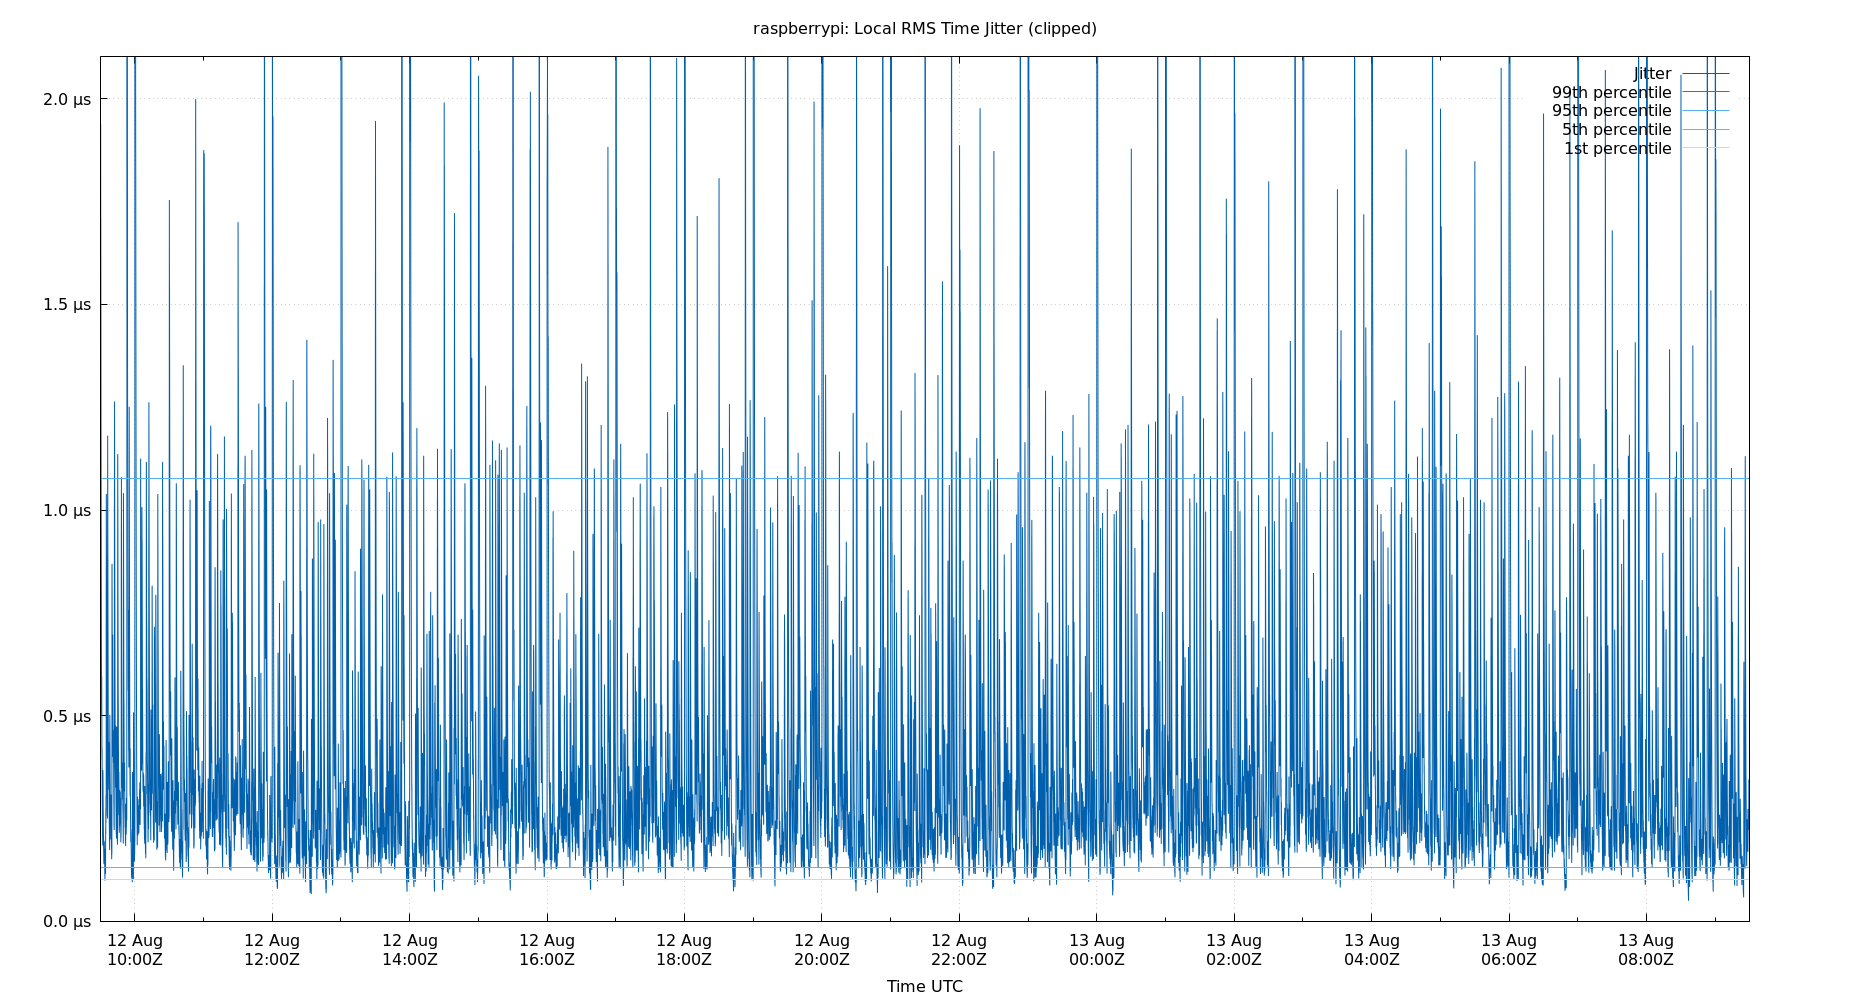 raspberrypi: Local RMS Time Jitter (clipped)
Jitter
99th percentile
95th percentile
5th percentile
1st percentile
2.0 µs
1.5 µs
1.0 µs
0.5 µs
0.0 µs
12 Aug 12 Aug 12 Aug 12 Aug 12 Aug 12 Aug 12 Aug 13 Aug 13 Aug 13 Aug 13 Aug 13 Aug
10:00Z 12:00Z 14:00Z 16:00Z 18:00Z 20:00Z 22:00Z 00:00Z 02:00Z 04:00Z 06:00Z 08:00Z
Time UTC